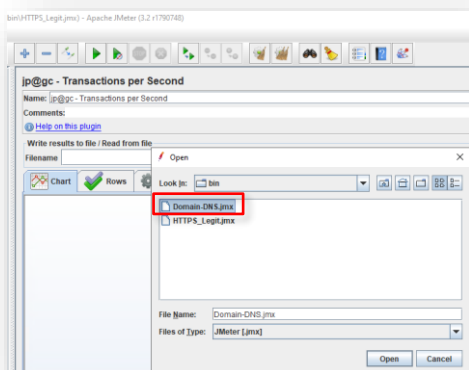 bin\HTTPS_Legit.jmx) - Apache JMeter (3.2 r1790748)
jp@gc - Transactions per Second
Name: jp@gc - Transactions per Second
Comments:
Help on this plugin
Write results to file / Read from file
Filename
Open
Chart
Rows
Look in: bin
Domain-DNS.jmx
HTTPS_Legit.jmx
File Name: Domain-DNS.jmx
Files of Type: JMeter [.jmx]
Open
Cancel